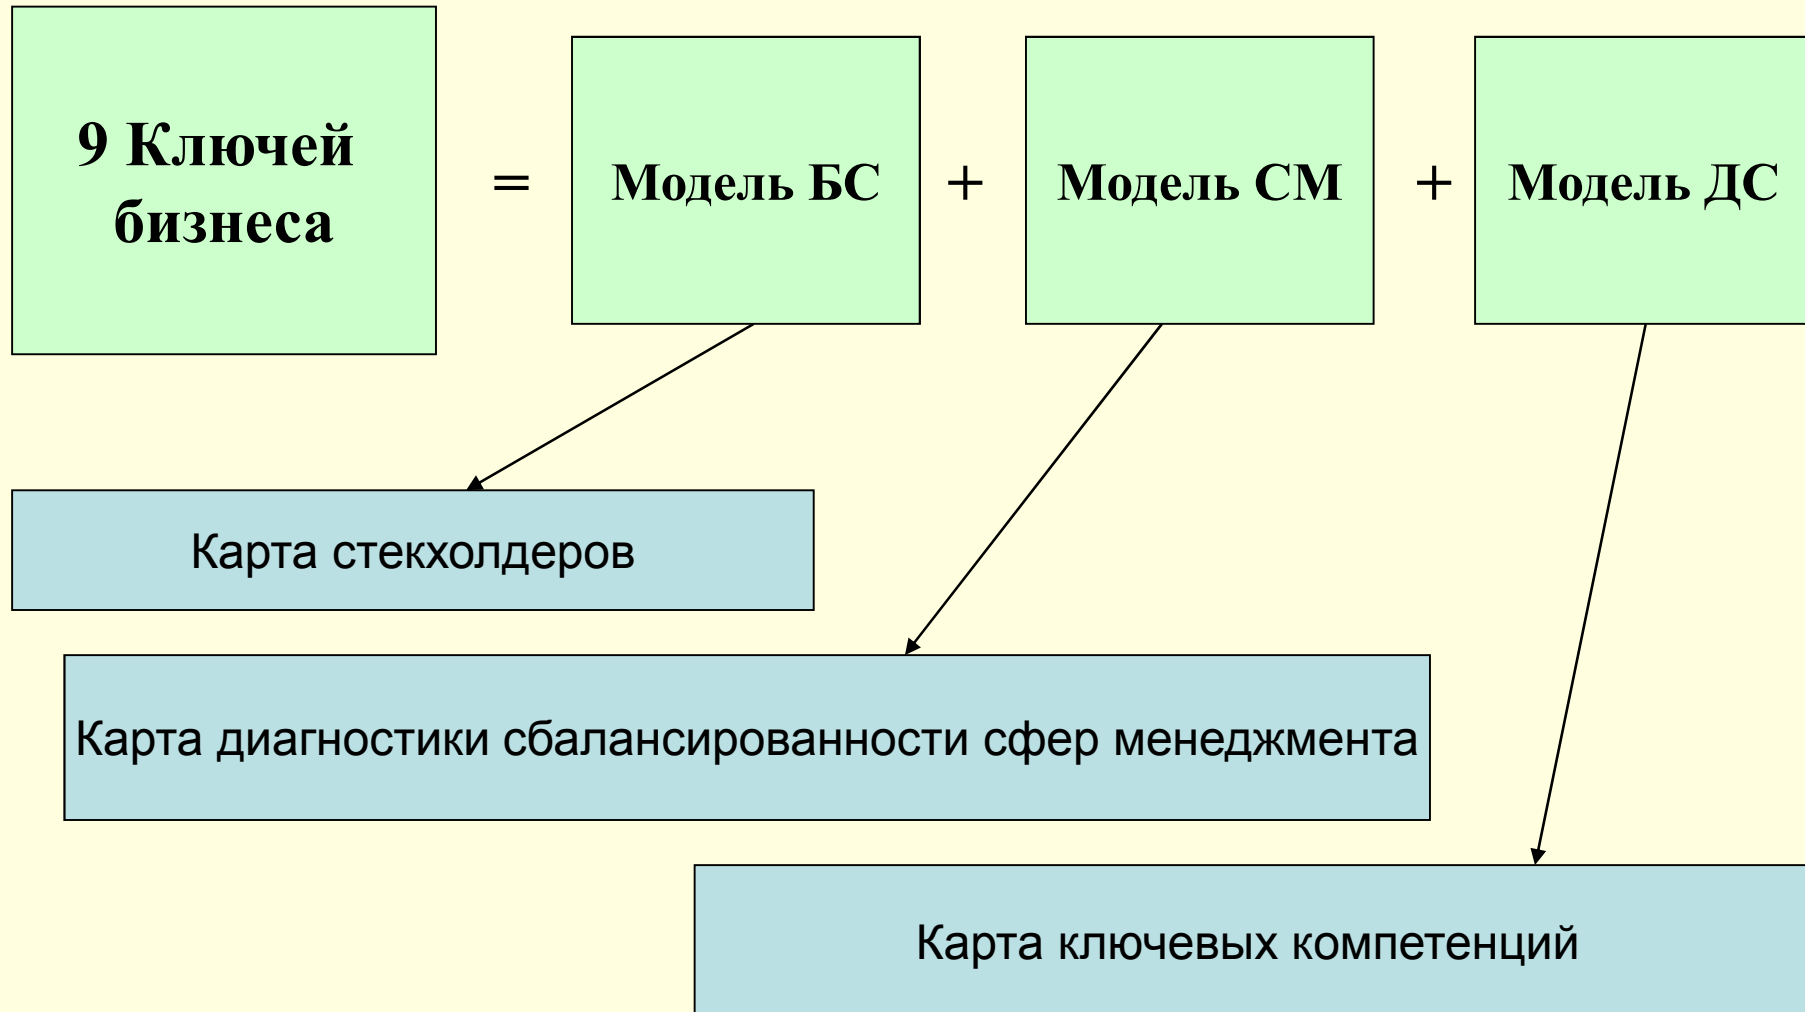 9 Ключей
бизнеса
=
Модель БС
+
Модель СМ
+
Модель ДС
Карта стекхолдеров
Карта диагностики сбалансированности сфер менеджмента
Карта ключевых компетенций